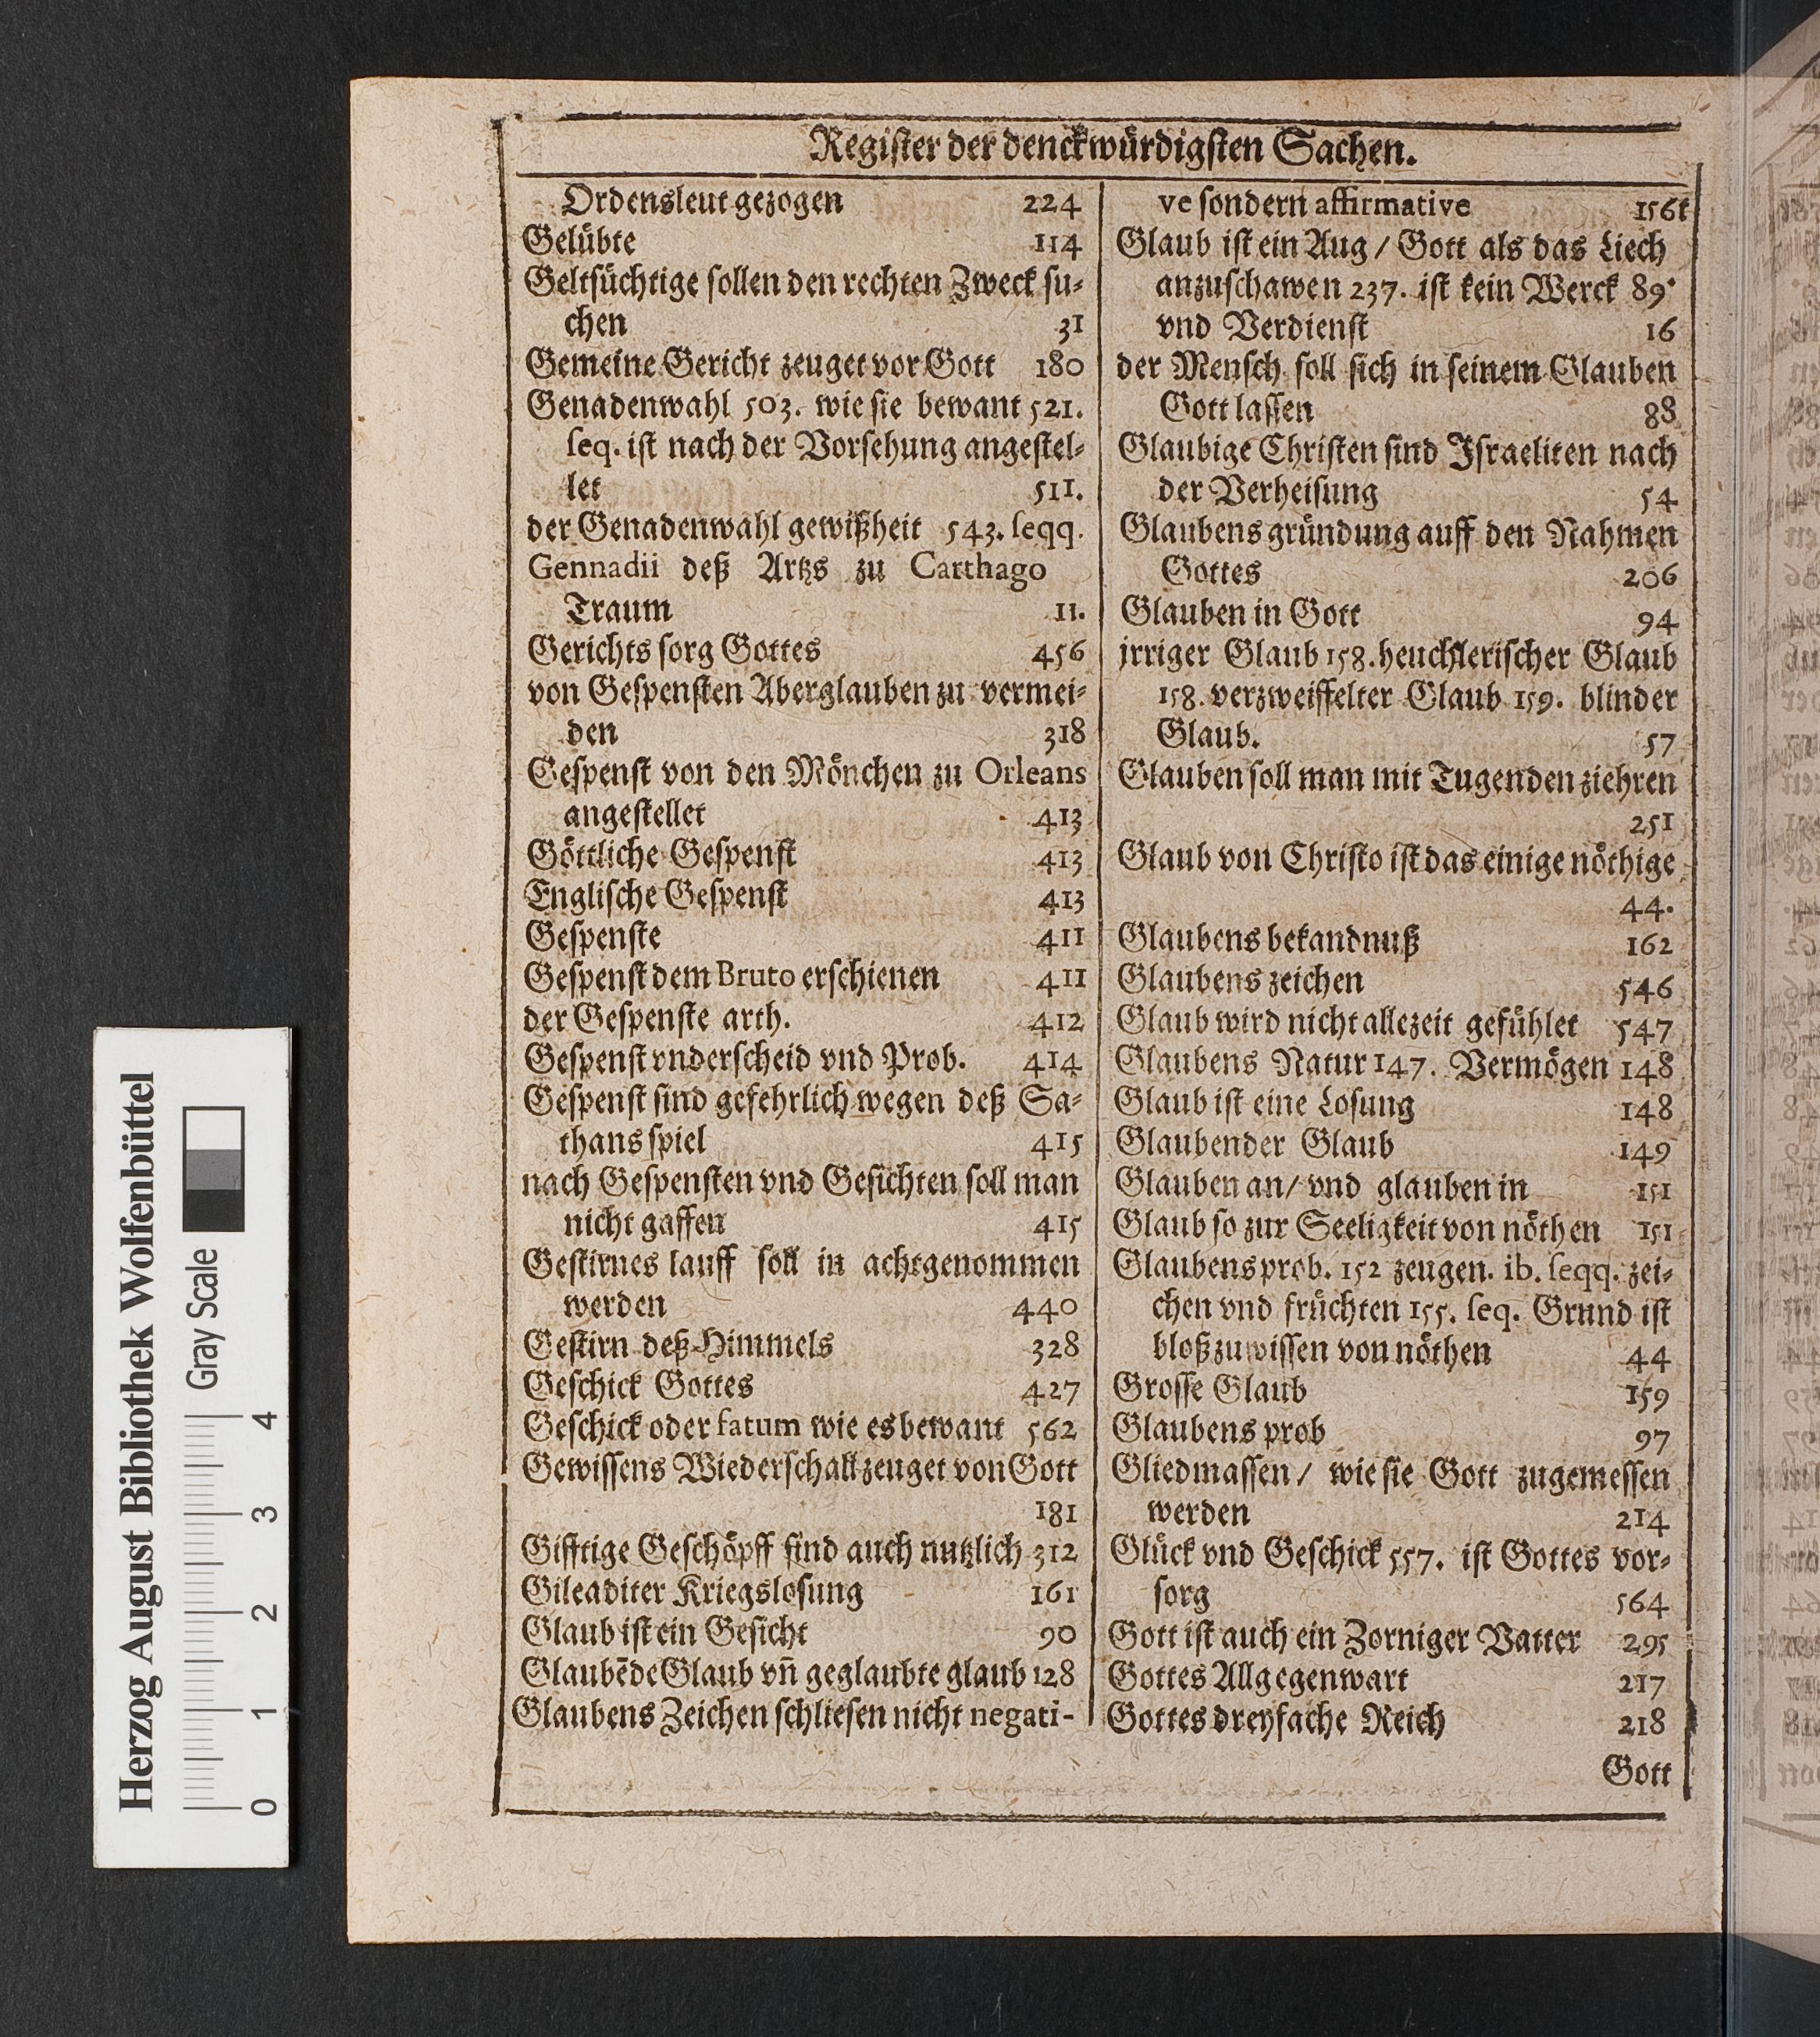 Register der denckwürdigsten Sachen.
Ordensleut gezogen 224
Gelübte 114
Geltsüchtige sollen den rechten Zweck su-
chen 31
Gemeine Gericht zeuget vor Gott 180
Genadenwahl 503. wie sie bewant 521.
seq. ist nach der Vorsehung angestel-
let 511.
der Genadenwahl gewißheit 543. seqq.
Gennadii deß Artzs zu Carthago
Traum 11.
Gerichts sorg Gottes 456
von Gespensten Aberglauben zu vermei-
den 318
Gespenst von den Mönchen zu Orleans
angestellet 413
Göttliche Gespenst 413
Englische Gespenst 413
Gespenste 411
Gespenst dem Bruto erschienen 411
der Gespenste arth. 412
Gespenst vnderscheid vnd Prob. 414
Gespenst sind gefehrlich wegen deß Sa-
thans spiel 415
nach Gespensten vnd Gesichten soll man
nicht gaffen 415
Gestirnes lauff soll in achtgenommen
werden 440
Gestirn deß Himmels 328
Geschick Gottes 427
Geschick oder fatum wie es bewant 562
Gewissens Wiederschall zeuget von Gott
181
Gifftige Geschöpff sind auch nutzlich 312
Gileaditer Kriegslosung 161
Glaub ist ein Gesicht 90
Glaubēde Glaub vn̄ geglaubte glaub 128
Glaubens Zeichen schliesen nicht negati-
ve sondern affirmative 156
Glaub ist ein Aug / Gott als das Liech
anzuschawen 237. ist kein Werck 89.
vnd Verdienst 16
der Mensch soll sich in seinem Glauben
Gott lassen 88
Glaubige Christen sind Israeliten nach
der Verheisung 54
Glaubens gründung auff den Nahmen
Gottes 206
Glauben in Gott 94
jrriger Glaub 158. heuchlerischer Glaub
158. verzweiffelter Glaub 159. blinder
Glaub. 57
Glauben soll man mit Tugenden ziehren
251
Glaub von Christo ist das einige nöthige
44.
Glaubens bekandnuß 162
Glaubens zeichen 546
Glaub wird nicht allezeit gefühlet 547
Glaubens Natur 147. Vermögen 148
Glaub ist eine Losung 148
Glaubender Glaub 149
Glauben an/ vnd glauben in 151
Glaub so zur Seeligkeit von nöthen 151
Glaubens prob. 152 zeugen. ib. seqq. zei-
chen vnd früchten 155. seq. Grund ist
bloß zu wissen von nöthen 44
Grosse Glaub 159
Glaubens prob 97
Gliedmassen / wie sie Gott zugemessen
werden 214
Glück vnd Geschick 557. ist Gottes vor-
sorg 564
Gott ist auch ein Zorniger Vatter 295
Gottes Allgegenwart 217
Gottes dreyfache Reich 218
Gott
Herzog August Bibliothek Wolfenbüttel
Gray Scale
0 1 2 3 4